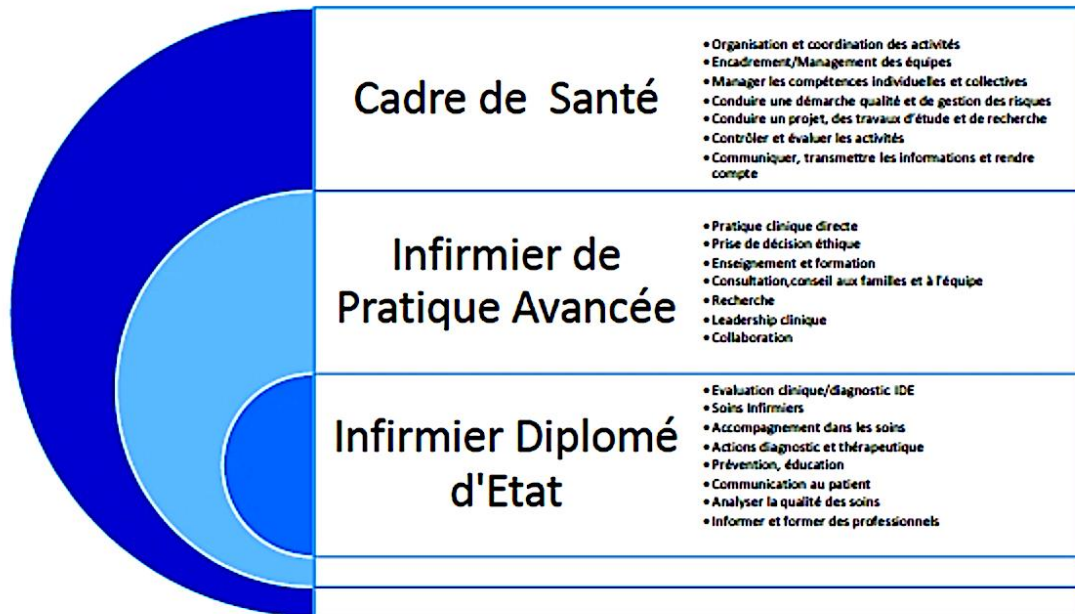 Cadre de Santé
• Organisation et coordination des activités
• Encadrement/Management des équipes
• Manager les compétences individuelles et collectives
• Conduire une démarche qualité et de gestion des risques
• Conduire un projet, des travaux d'étude et de recherche
• Contrôler et évaluer les activités
• Communiquer, transmettre les informations et rendre
compte
Infirmier de
Pratique Avancée
• Pratique clinique directe
• Prise de décision éthique
• Enseignement et formation
• Consultation,conseil aux familles et à l'équipe
• Recherche
• Leadership clinique
• Collaboration
Infirmier Diplomé
d'Etat
• Evaluation clinique/diagnostic IDE
• Soins Infirmiers
• Accompagnement dans les soins
• Actions diagnostic et thérapeutique
• Prévention, éducation
• Communication au patient
• Analyser la qualité des soins
• Informer et former des professionnels